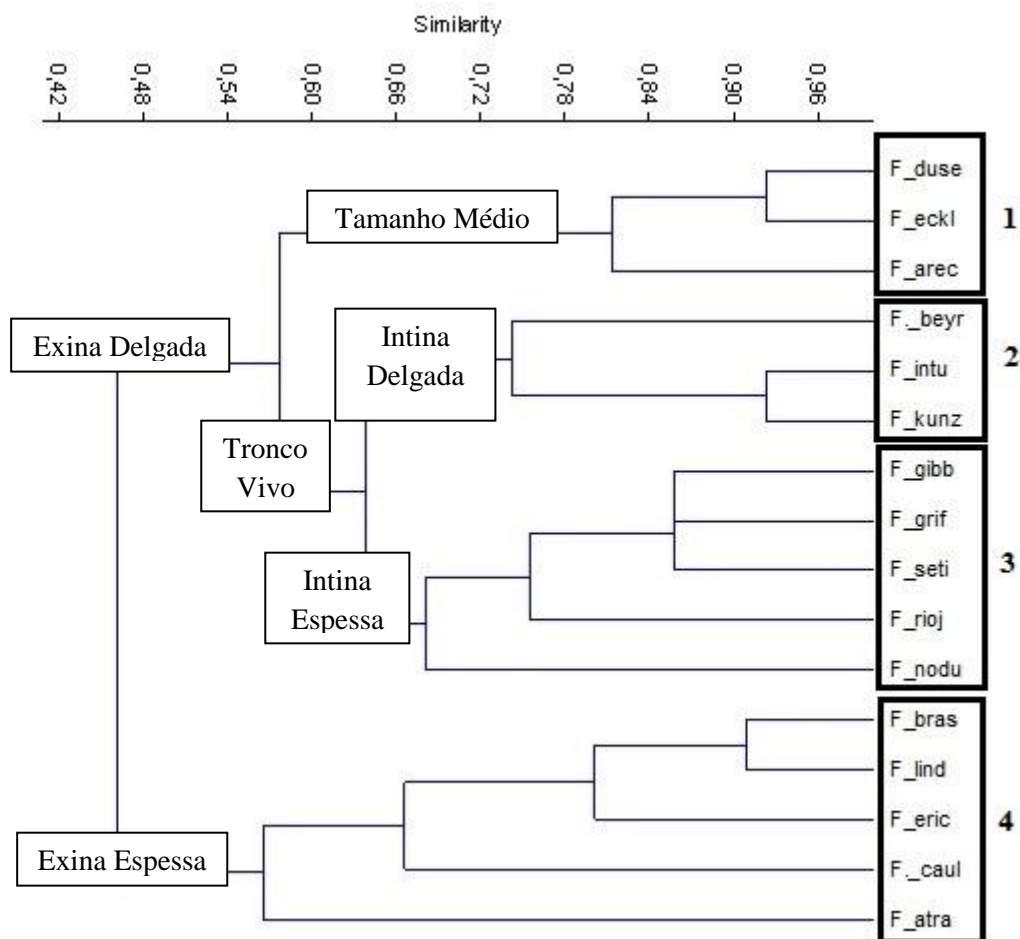 Similarity
0,42
0,48
0,54
0,60
0,66
0,72
0,78
0,84
0,90
0,96
F_duse
F_eckl
F_arec
1
Tamanho Médio
F._beyr
F_intu
F_kunz
2
Intina
Delgada
Exina Delgada
Tronco
Vivo
F_gibb
F_grif
F_seti
F_rioj
F_nodu
3
Intina
Espessa
F_bras
F_lind
F_eric
F._caul
F_atra
4
Exina Espessa